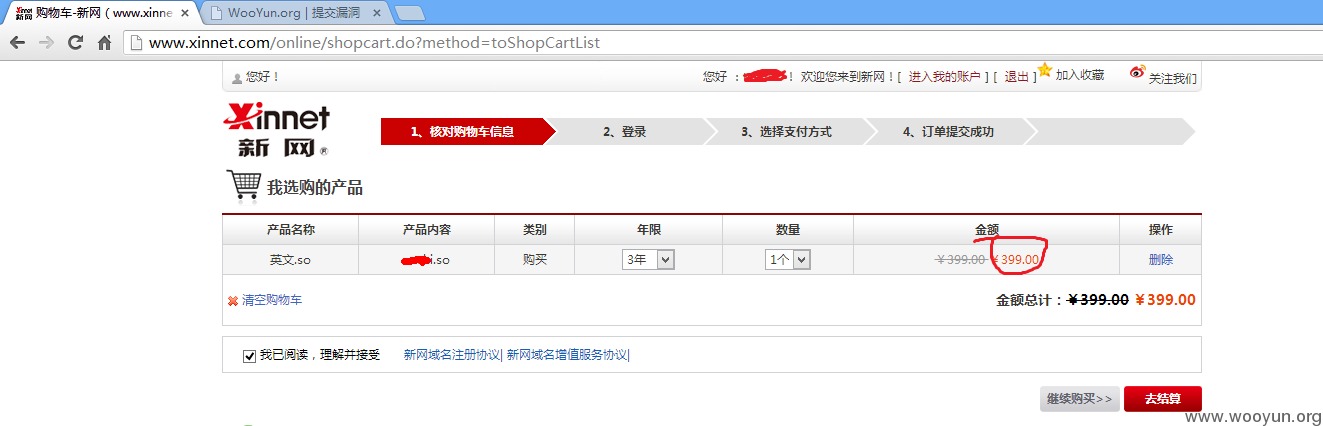 购物车-新网（www.xinne
WooYun.org | 提交漏洞
www.xinnet.com/online/shopcart.do?method=toShopCartList
您好！
您好 ： ！ 欢迎您来到新网！[ 进入我的账户 ] [ 退出 ] 加入收藏 关注我们
Xinnet
新 网®
1、核对购物车信息 2、登录 3、选择支付方式 4、订单提交成功
我选购的产品
产品名称 产品内容 类别 年限 数量 金额 操作
英文.so i.so 购买 3年 1个 ￥399.00 ￥399.00 删除
清空购物车
金额总计：￥399.00 ￥399.00
我已阅读，理解并接受 新网域名注册协议| 新网域名增值服务协议|
继续购买>> 去结算
www.wooyun.org